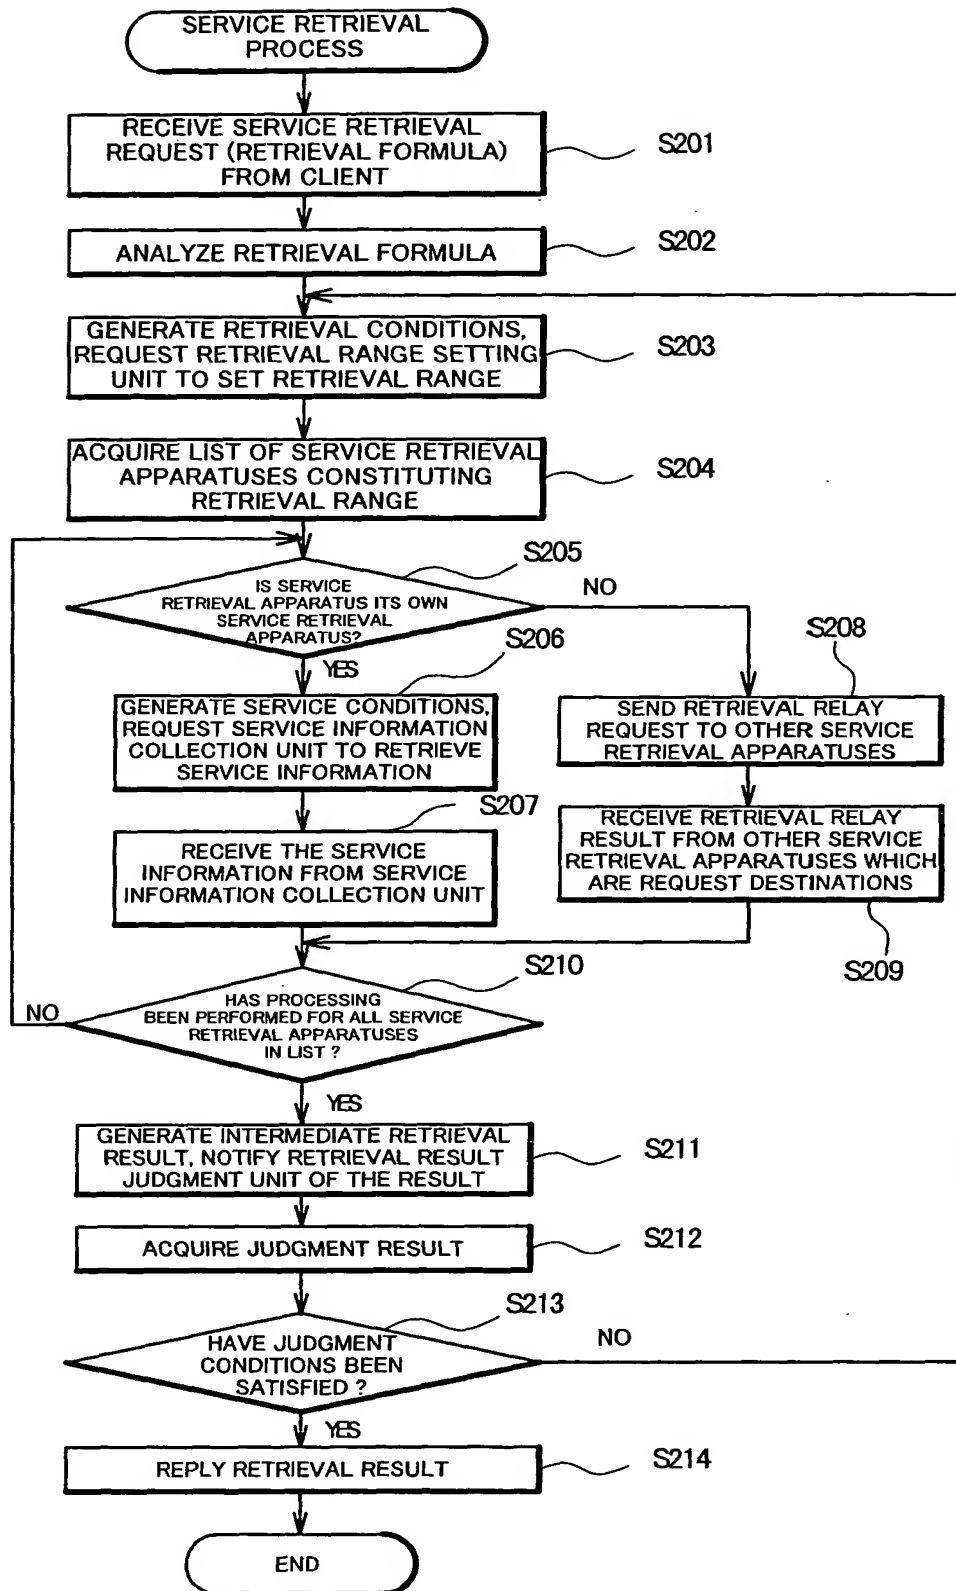 SERVICE RETRIEVAL
PROCESS
RECEIVE SERVICE RETRIEVAL
REQUEST (RETRIEVAL FORMULA)
FROM CLIENT
S201
ANALYZE RETRIEVAL FORMULA
S202
GENERATE RETRIEVAL CONDITIONS,
REQUEST RETRIEVAL RANGE SETTING
UNIT TO SET RETRIEVAL RANGE
S203
ACQUIRE LIST OF SERVICE RETRIEVAL
APPARATUSES CONSTITUTING
RETRIEVAL RANGE
S204
S205
IS SERVICE
RETRIEVAL APPARATUS ITS OWN
SERVICE RETRIEVAL
APPARATUS?
NO
YES
S206
GENERATE SERVICE CONDITIONS,
REQUEST SERVICE INFORMATION
COLLECTION UNIT TO RETRIEVE
SERVICE INFORMATION
S208
SEND RETRIEVAL RELAY
REQUEST TO OTHER SERVICE
RETRIEVAL APPARATUSES
S207
RECEIVE THE SERVICE
INFORMATION FROM SERVICE
INFORMATION COLLECTION UNIT
RECEIVE RETRIEVAL RELAY
RESULT FROM OTHER SERVICE
RETRIEVAL APPARATUSES WHICH
ARE REQUEST DESTINATIONS
S209
S210
HAS PROCESSING
BEEN PERFORMED FOR ALL SERVICE
RETRIEVAL APPARATUSES
IN LIST ?
NO
YES
GENERATE INTERMEDIATE RETRIEVAL
RESULT, NOTIFY RETRIEVAL RESULT
JUDGMENT UNIT OF THE RESULT
S211
ACQUIRE JUDGMENT RESULT
S212
S213
HAVE JUDGMENT
CONDITIONS BEEN
SATISFIED ?
NO
YES
REPLY RETRIEVAL RESULT
S214
END